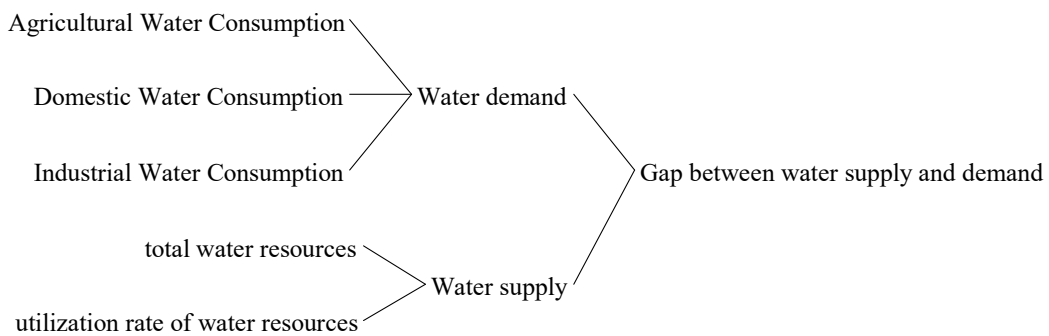 Agricultural Water Consumption
Domestic Water Consumption
Water demand
Industrial Water Consumption
Gap between water supply and demand
total water resources
Water supply
utilization rate of water resources